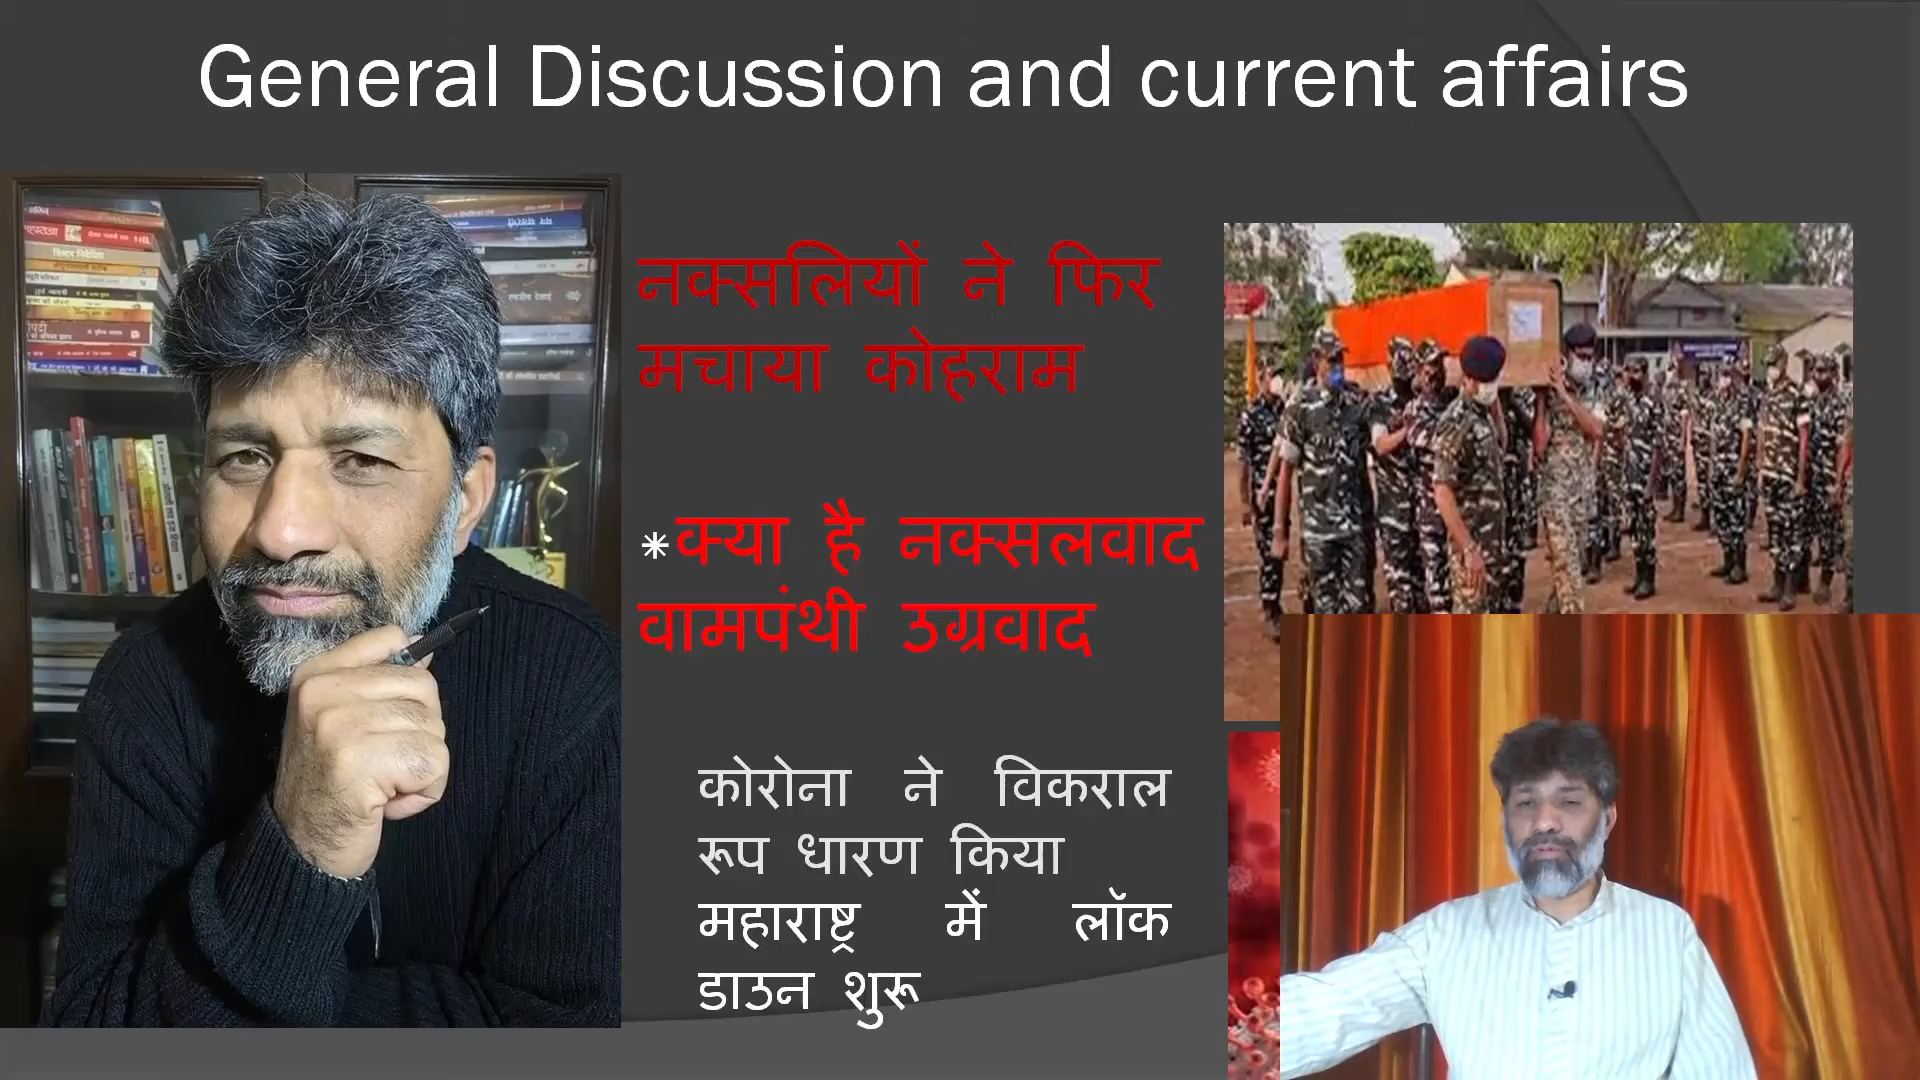 General Discussion and current affairs
नक्सलियों ने फिर
मचाया कोहराम
*क्या है नक्सलवाद
वामपंथी उग्रवाद
कोरोना ने विकराल
रूप धारण किया
महाराष्ट्र में लॉक
डाउन शुरू